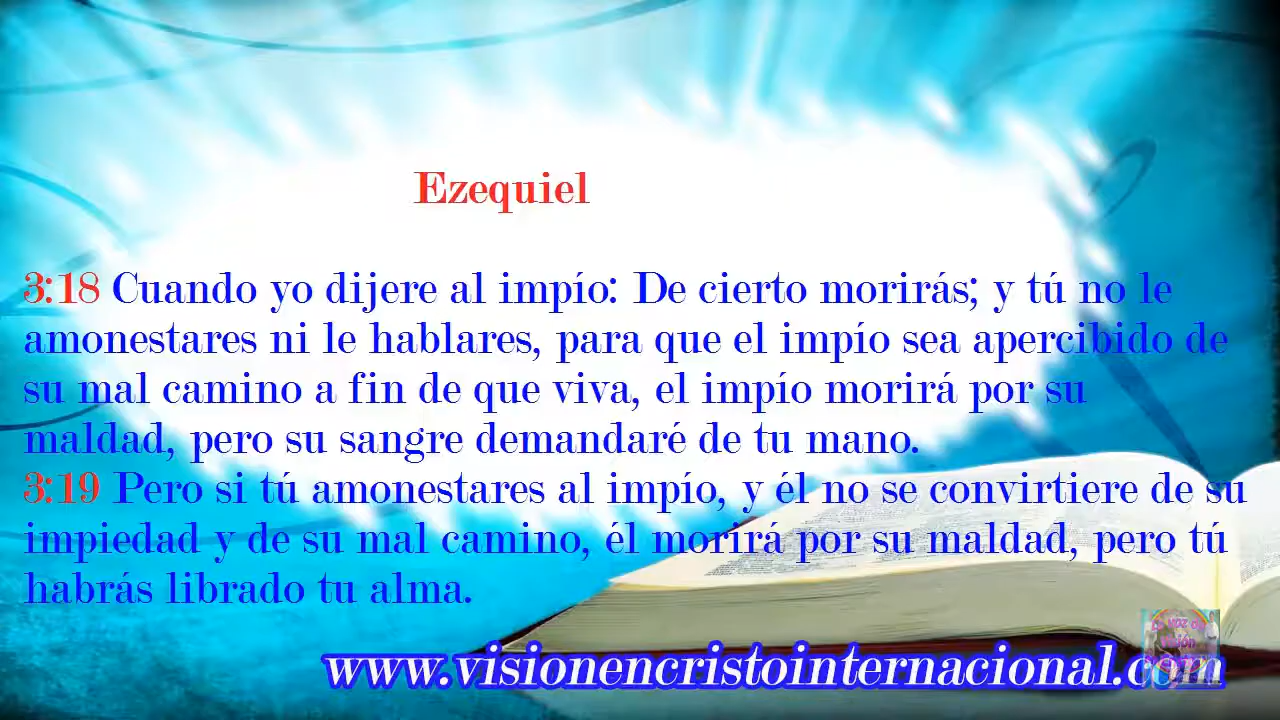 Ezequiel
3:18 Cuando yo dijere al impío: De cierto morirás; y tú no le
amonestares ni le hablares, para que el impío sea apercibido de
su mal camino a fin de que viva, el impío morirá por su
maldad, pero su sangre demandaré de tu mano.
3:19 Pero si tú amonestares al impío, y él no se convirtiere de su
impiedad y de su mal camino, él morirá por su maldad, pero tú
habrás librado tu alma.
www.visionencristointernacional.com
La voz de
Visión